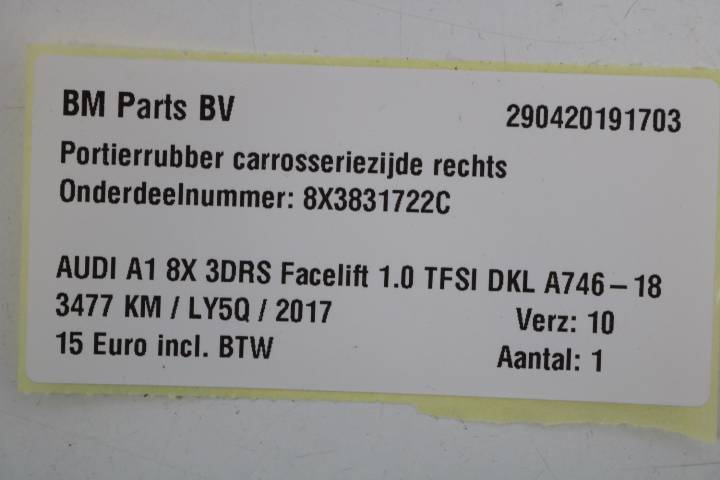 BM Parts BV 290420191703
Portierrubber carrosseriezijde rechts
Onderdeelnummer: 8X3831722C
AUDI A1 8X 3DRS Facelift 1.0 TFSI DKL A746-18
3477 KM / LY5Q / 2017 Verz: 10
15 Euro incl. BTW Aantal: 1